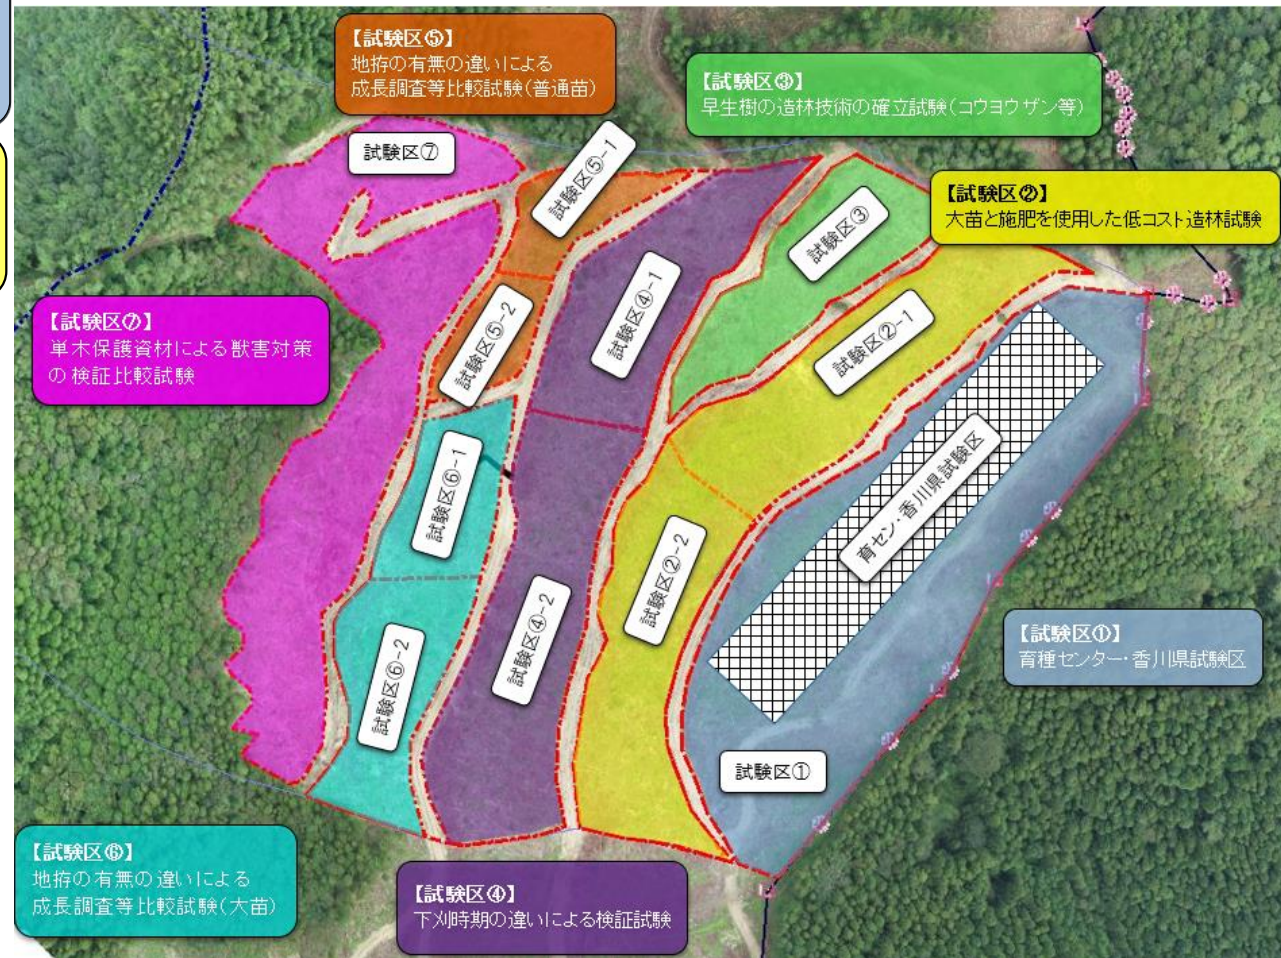 【試験区⑤】
地拵の有無の違いによる
成長調査等比較試験(普通苗)
【試験区③】
早生樹の造林技術の確立試験(コウヨウザン等)
試験区⑦
試験区⑤-1
【試験区②】
大苗と施肥を使用した低コスト造林試験
試験区③
試験区④-1
試験区②-1
試験区⑤-2
【試験区⑦】
単木保護資材による獣害対策
の検証比較試験
試験区⑥-1
育セン・香川県試験区
試験区②-2
試験区④-2
試験区⑥-2
【試験区①】
育種センター・香川県試験区
試験区①
【試験区⑥】
地拵の有無の違いによる
成長調査等比較試験(大苗)
【試験区④】
下刈時期の違いによる検証試験